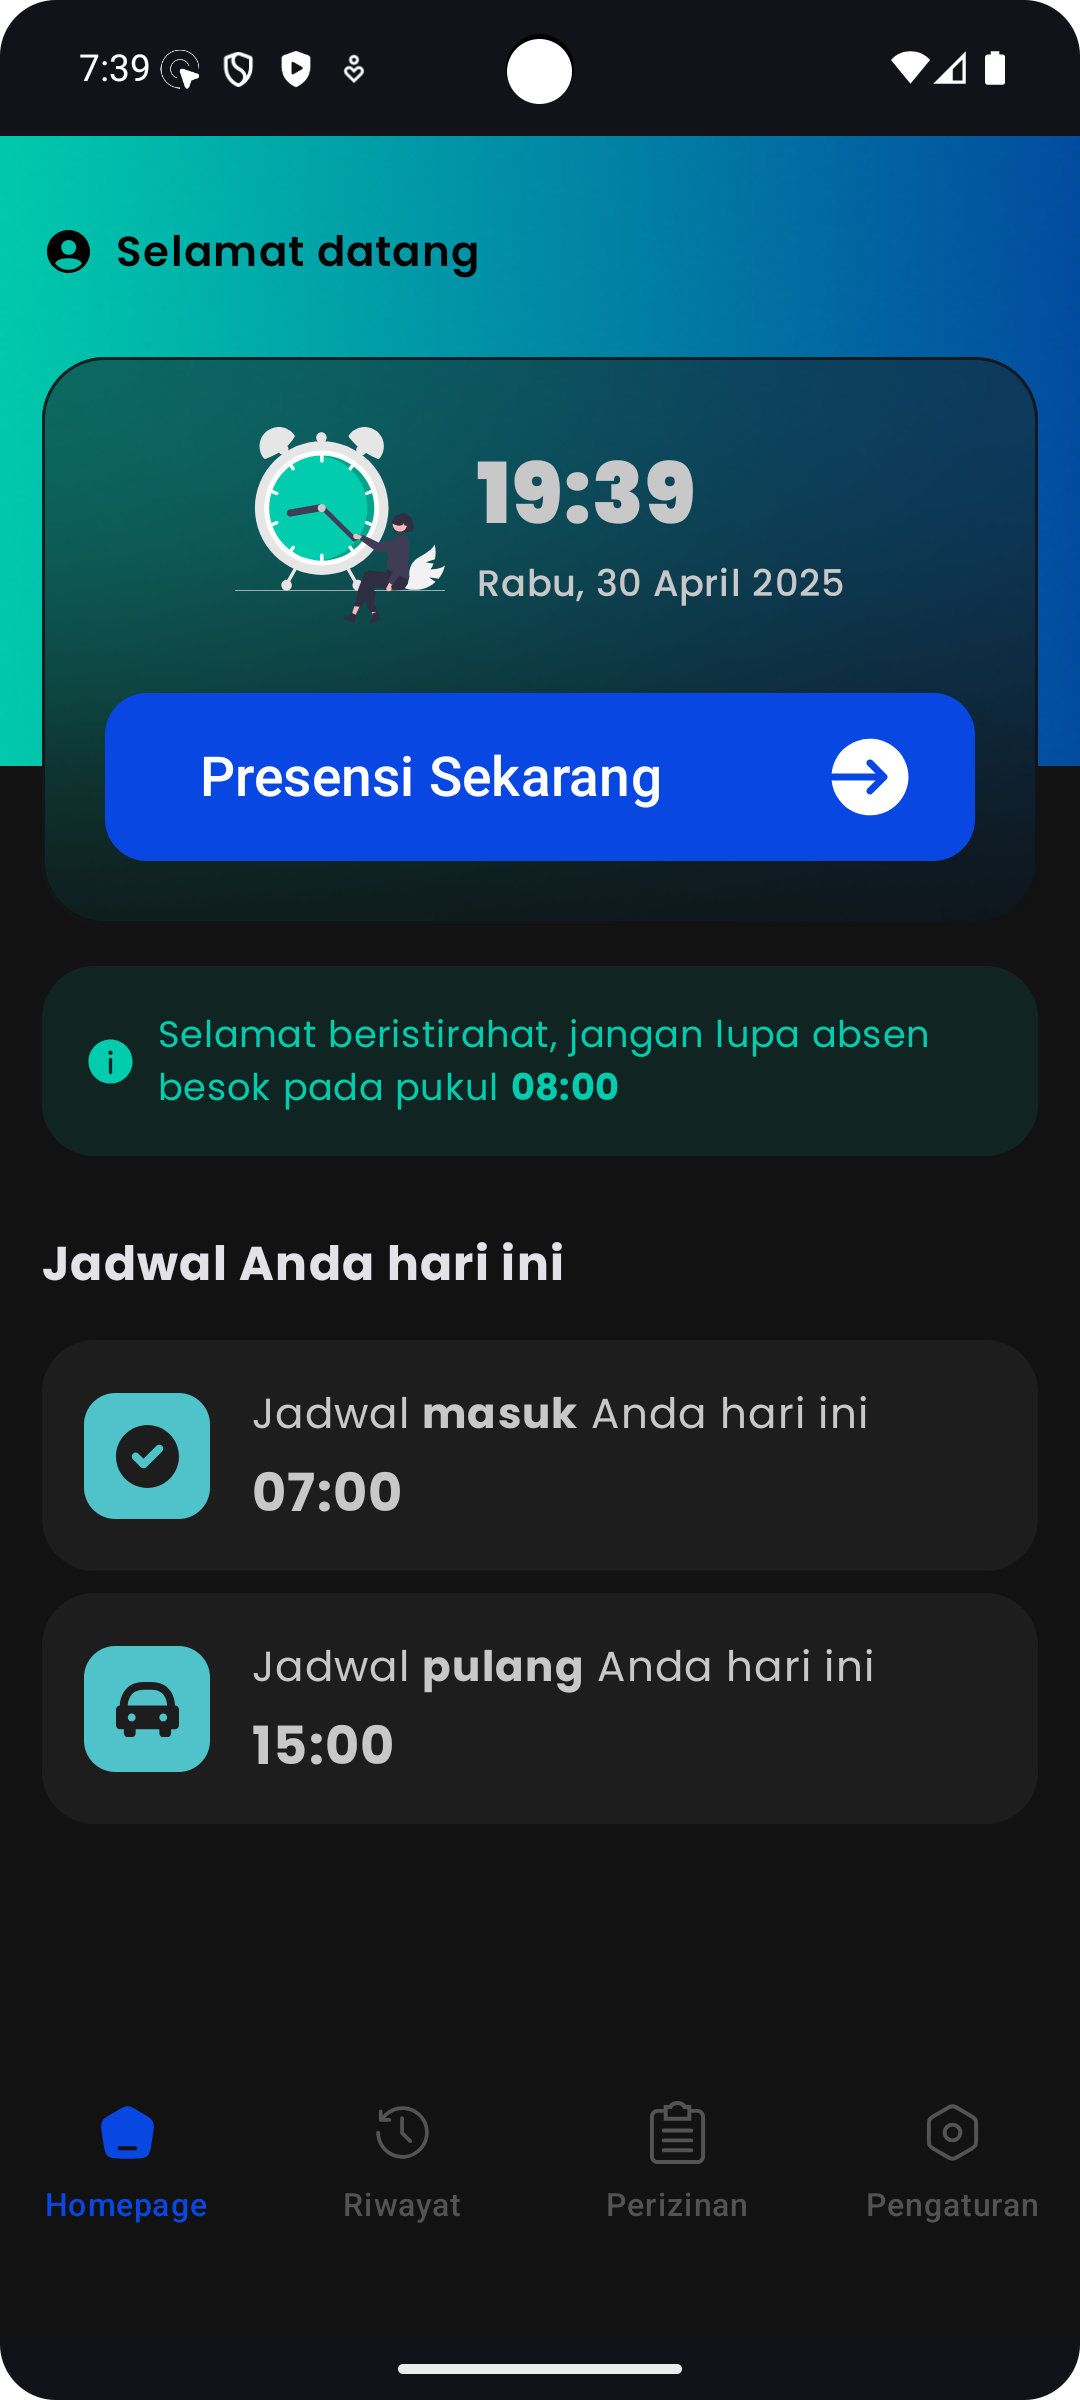 7:39
Selamat datang
19:39
Rabu, 30 April 2025
Presensi Sekarang
Selamat beristirahat, jangan lupa absen
besok pada pukul 08:00
Jadwal Anda hari ini
Jadwal masuk Anda hari ini
07:00
Jadwal pulang Anda hari ini
15:00
Homepage
Riwayat
Perizinan
Pengaturan